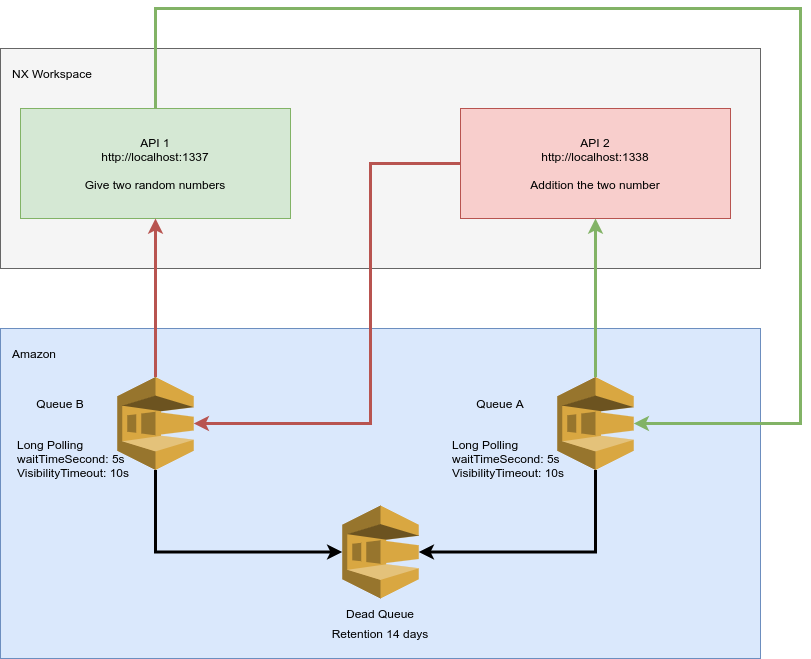 NX Workspace
API 1
http://localhost:1337
Give two random numbers
API 2
http://localhost:1338
Addition the two number
Amazon
Queue B
Long Polling
waitTimeSecond: 5s
VisibilityTimeout: 10s
Queue A
Long Polling
waitTimeSecond: 5s
VisibilityTimeout: 10s
Dead Queue
Retention 14 days